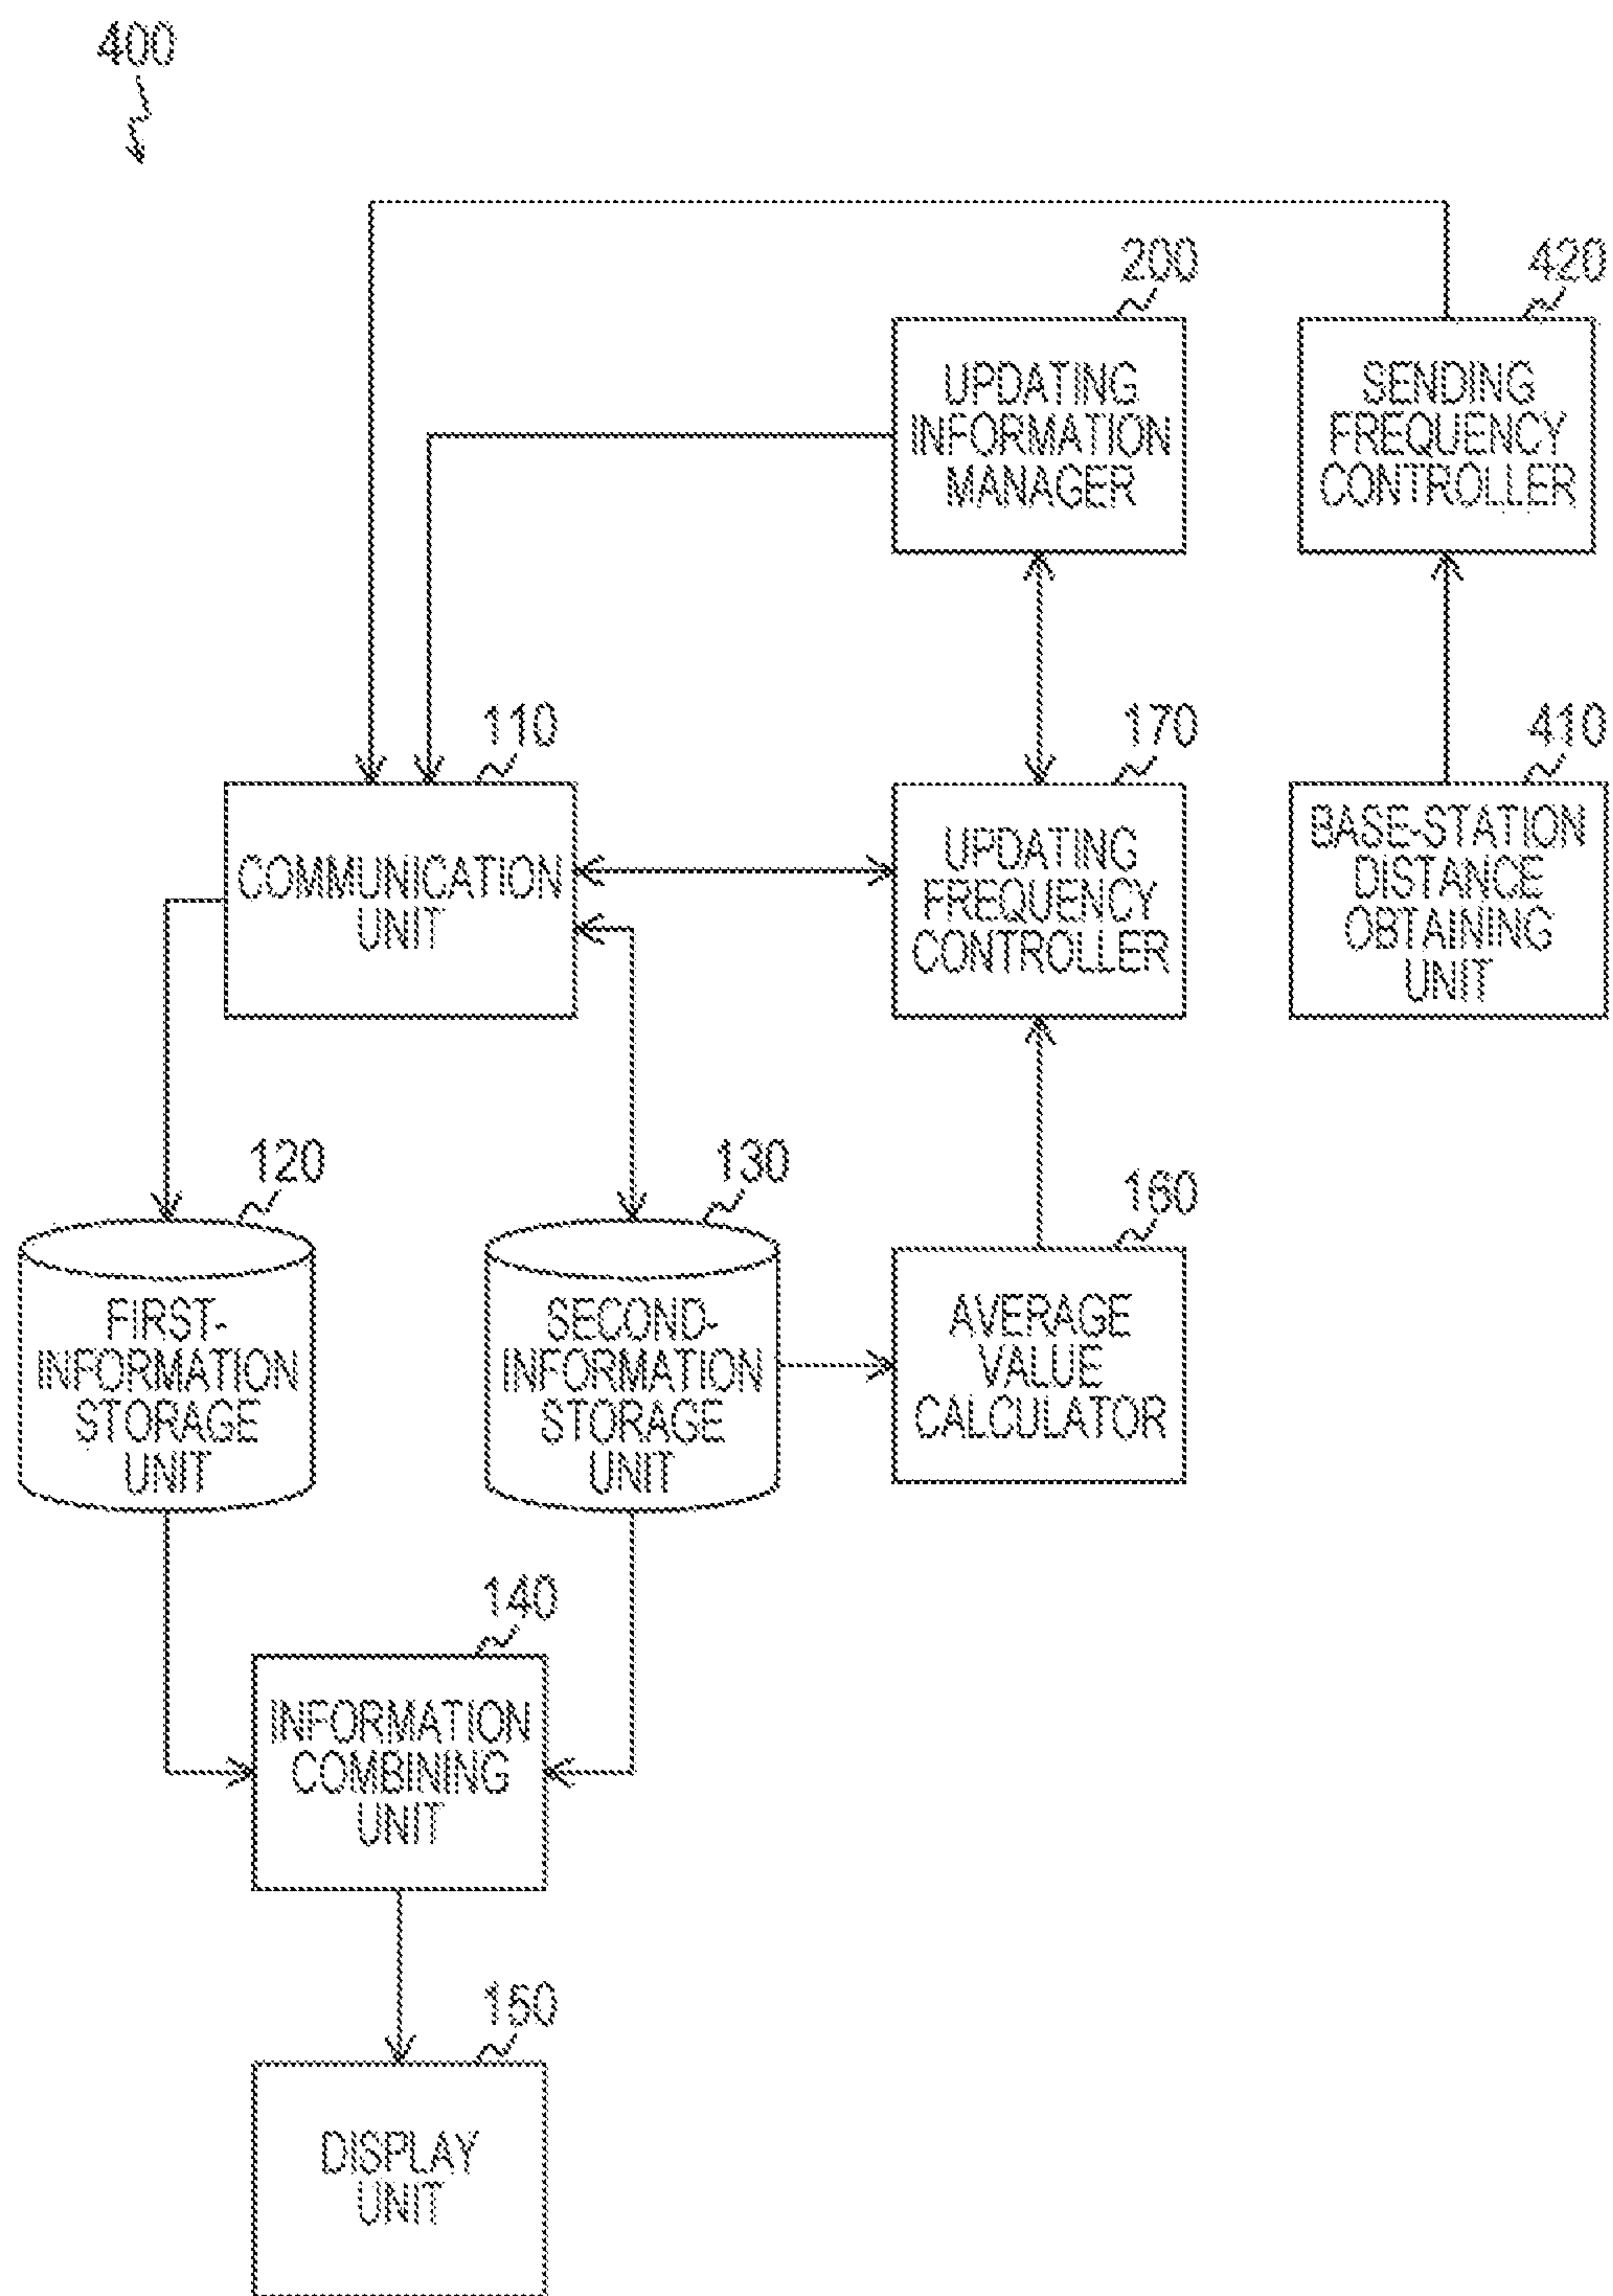 400
200
UPDATING
INFORMATION
MANAGER
420
SENDING
FREQUENCY
CONTROLLER
110
COMMUNICATION
UNIT
170
UPDATING
FREQUENCY
CONTROLLER
410
BASE-STATION
DISTANCE
OBTAINING
UNIT
120
FIRST-
INFORMATION
STORAGE
UNIT
130
SECOND-
INFORMATION
STORAGE
UNIT
160
AVERAGE
VALUE
CALCULATOR
140
INFORMATION
COMBINING
UNIT
150
DISPLAY
UNIT